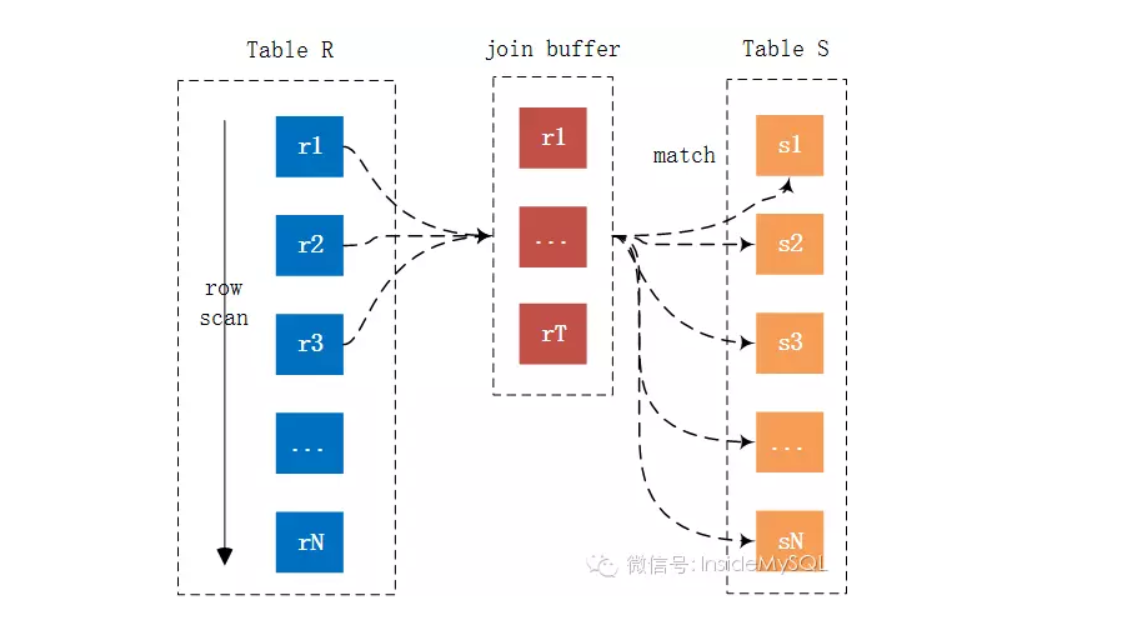 Table R
join buffer
Table S
r1
r2
r3
...
rN
row
scan
r1
...
rT
match
s1
s2
s3
...
sN
微信号: InsideMySQL